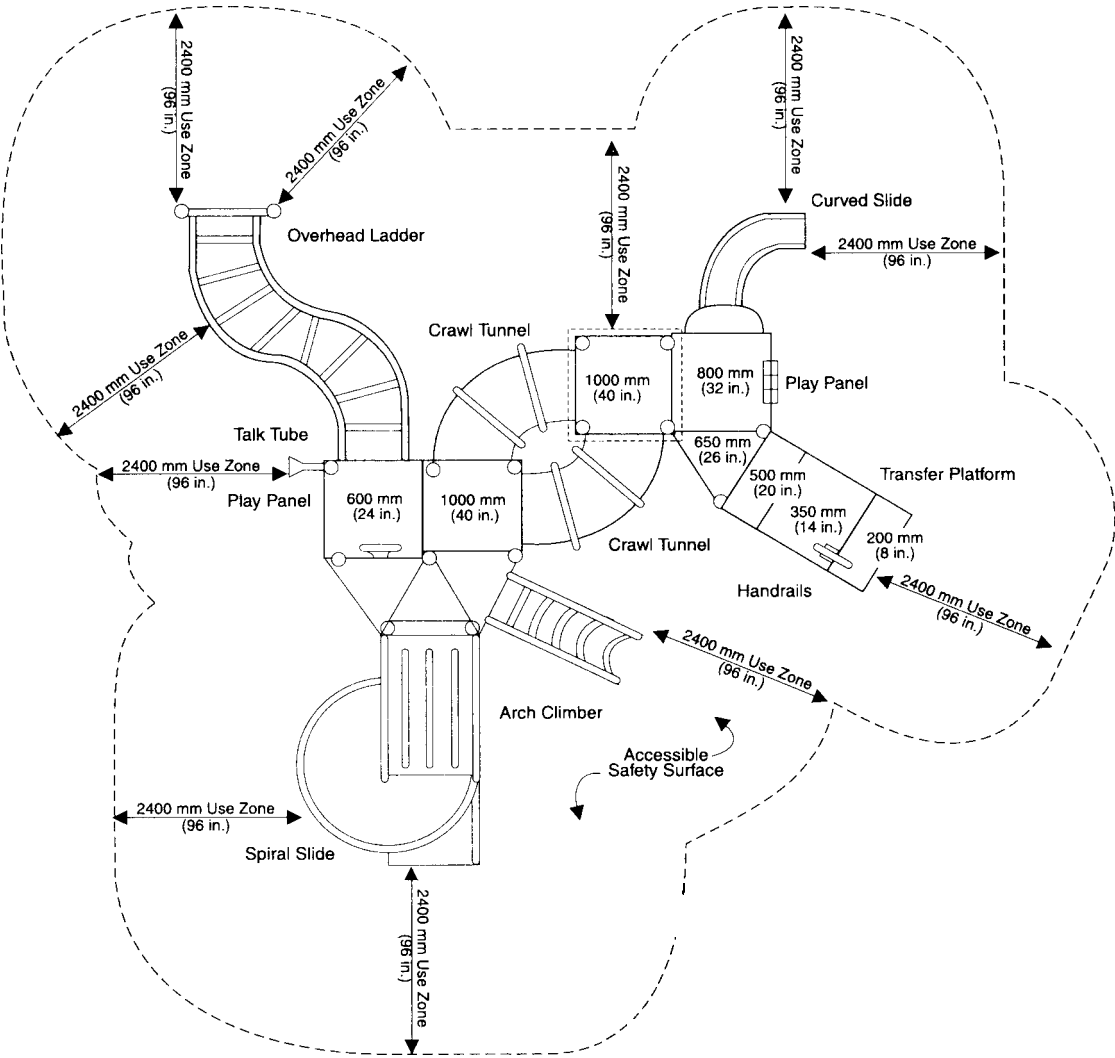 2400 mm Use Zone
(96 in.)
2400 mm Use Zone
(96 in.)
2400 mm Use Zone
(96 in.)
2400 mm Use Zone
(96 in.)
Curved Slide
Overhead Ladder
2400 mm Use Zone
(96 in.)
Crawl Tunnel
2400 mm Use Zone
(96 in.)
1000 mm
(40 in.)
800 mm
(32 in.)
Play Panel
Talk Tube
650 mm
(26 in.)
2400 mm Use Zone
(96 in.)
Play Panel
600 mm
(24 in.)
1000 mm
(40 in.)
500 mm
(20 in.)
Transfer Platform
350 mm
(14 in.)
200 mm
(8 in.)
Crawl Tunnel
Handrails
2400 mm Use Zone
(96 in.)
2400 mm Use Zone
(96 in.)
Arch Climber
Accessible
Safety Surface
2400 mm Use Zone
(96 in.)
Spiral Slide
2400 mm Use Zone
(96 in.)